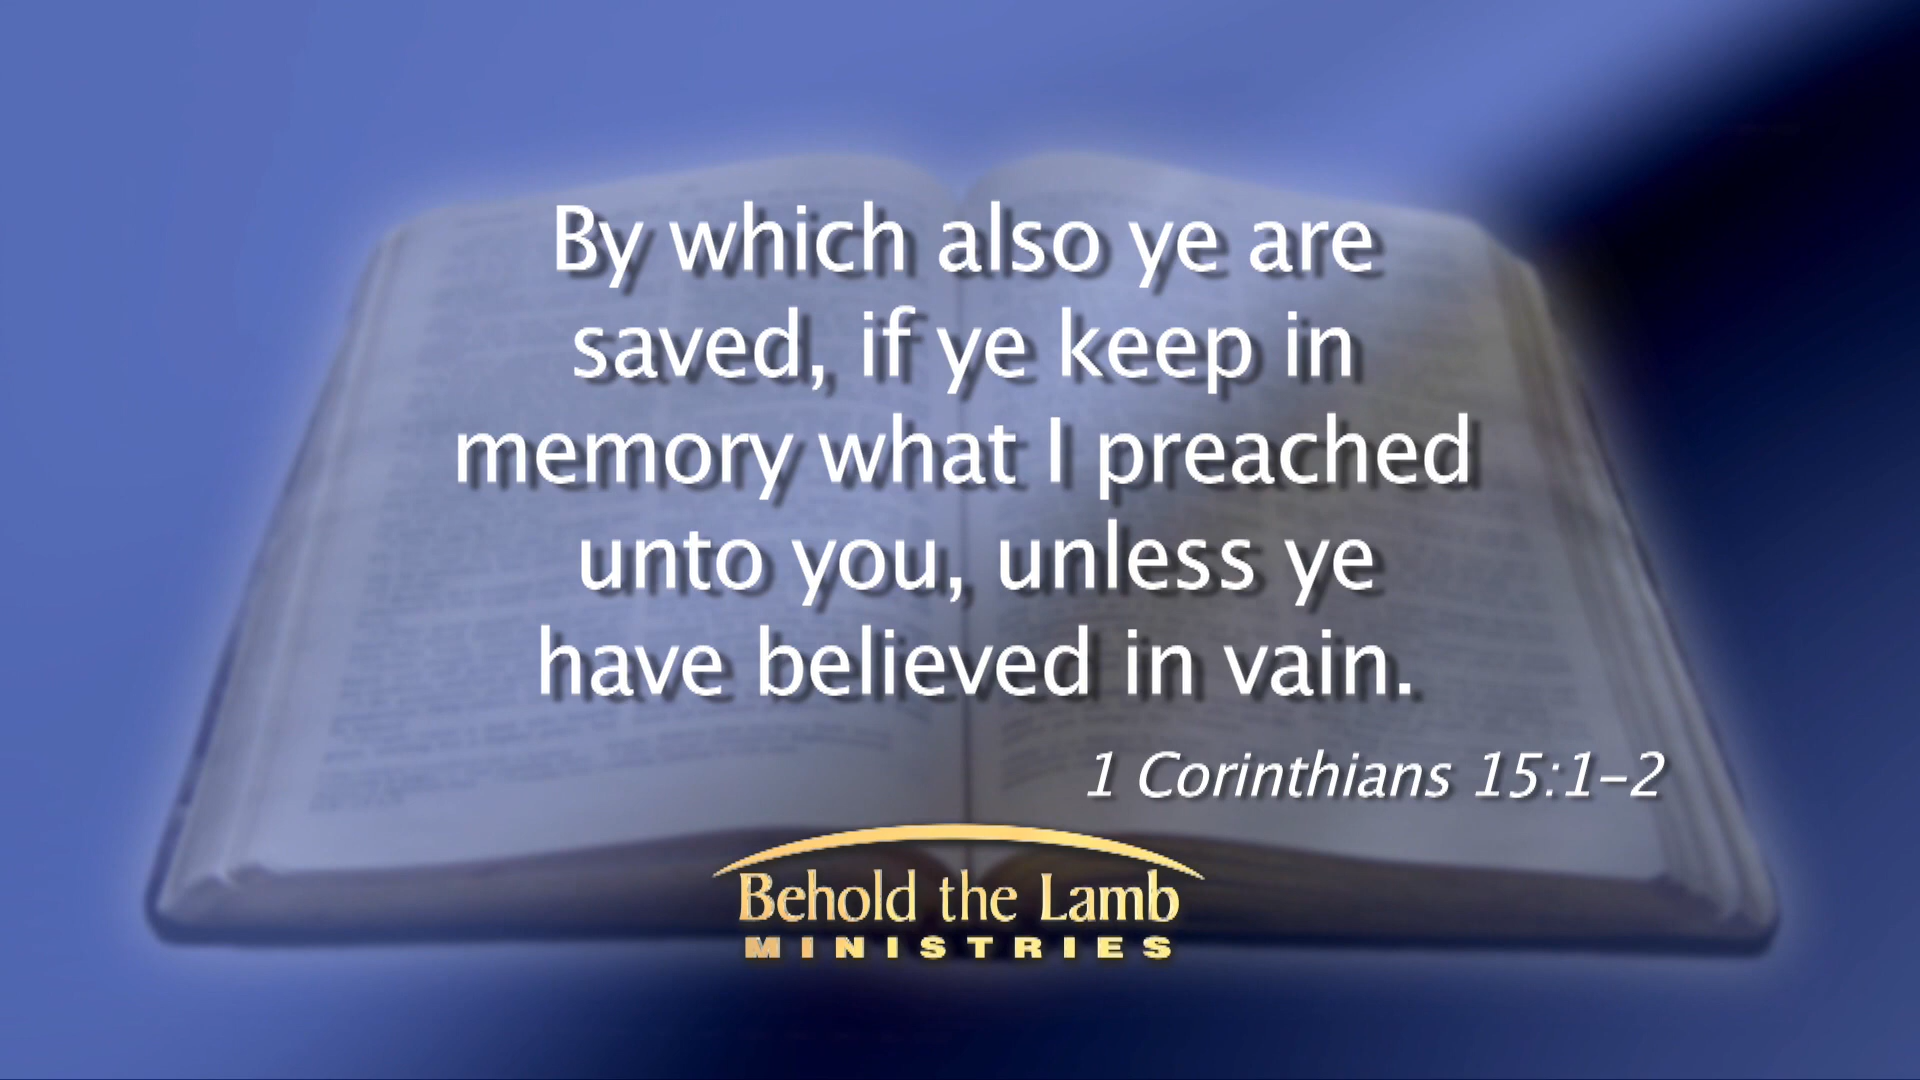 By which also ye are
saved, if ye keep in
memory what I preached
unto you, unless ye
have believed in vain.
1 Corinthians 15:1-2
Behold the Lamb
MINISTRIES